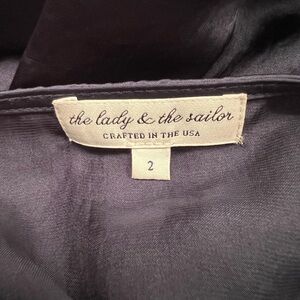 the lady & the sailor
CRAFTED IN THE USA
2